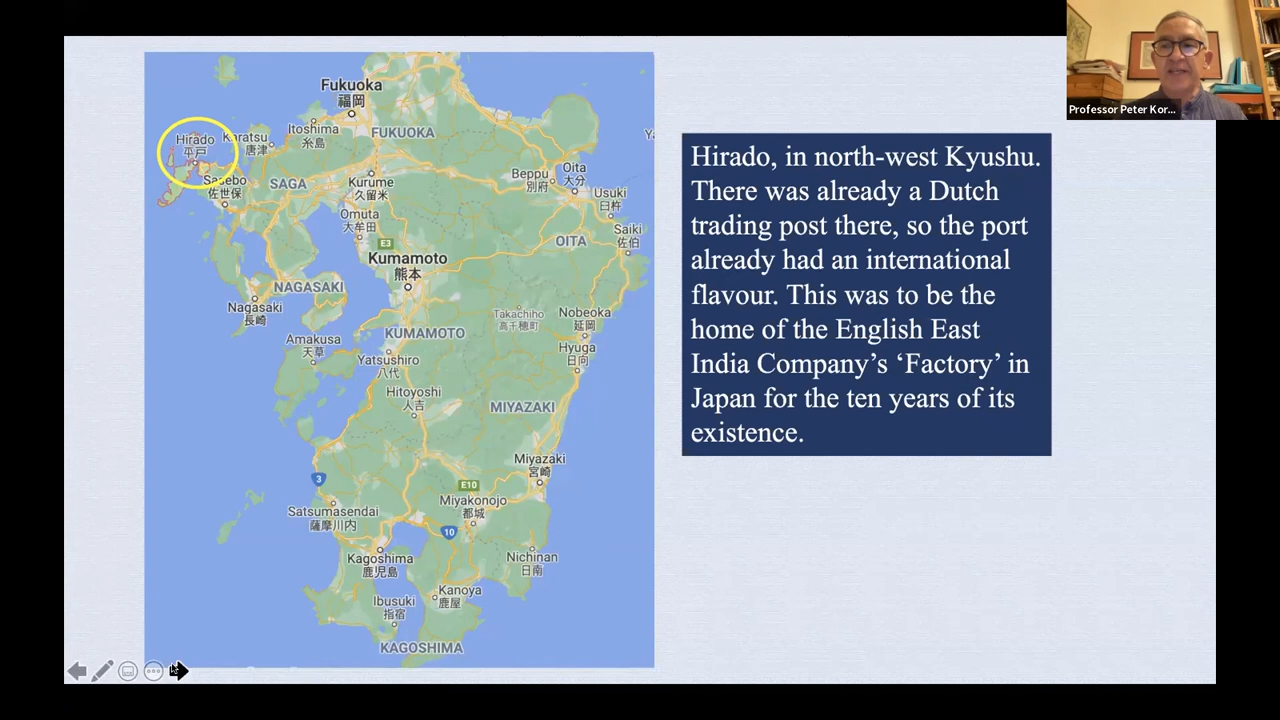 Professor Peter Kor...
Fukuoka
福岡
Hirado
平戸
Karatsu
唐津
Itoshima
糸島
FUKUOKA
Sasebo
佐世保
SAGA
Kurume
久留米
Beppu
別府
Oita
大分
Usuki
臼杵
Omuta
大牟田
E3
OITA
Saiki
佐伯
Kumamoto
熊本
NAGASAKI
Nagasaki
長崎
Takachiho
高千穂町
Nobeoka
延岡
KUMAMOTO
Amakusa
天草
Yatsushiro
八代
Hyuga
日向
Hitoyoshi
人吉
MIYAZAKI
Miyazaki
宮崎
3
E10
Miyakonojo
都城
Satsumasendai
薩摩川内
10
Kagoshima
鹿児島
Nichinan
日南
Kanoya
鹿屋
Ibusuki
指宿
KAGOSHIMA
Hirado, in north-west Kyushu.
There was already a Dutch
trading post there, so the port
already had an international
flavour. This was to be the
home of the English East
India Company’s ‘Factory’ in
Japan for the ten years of its
existence.